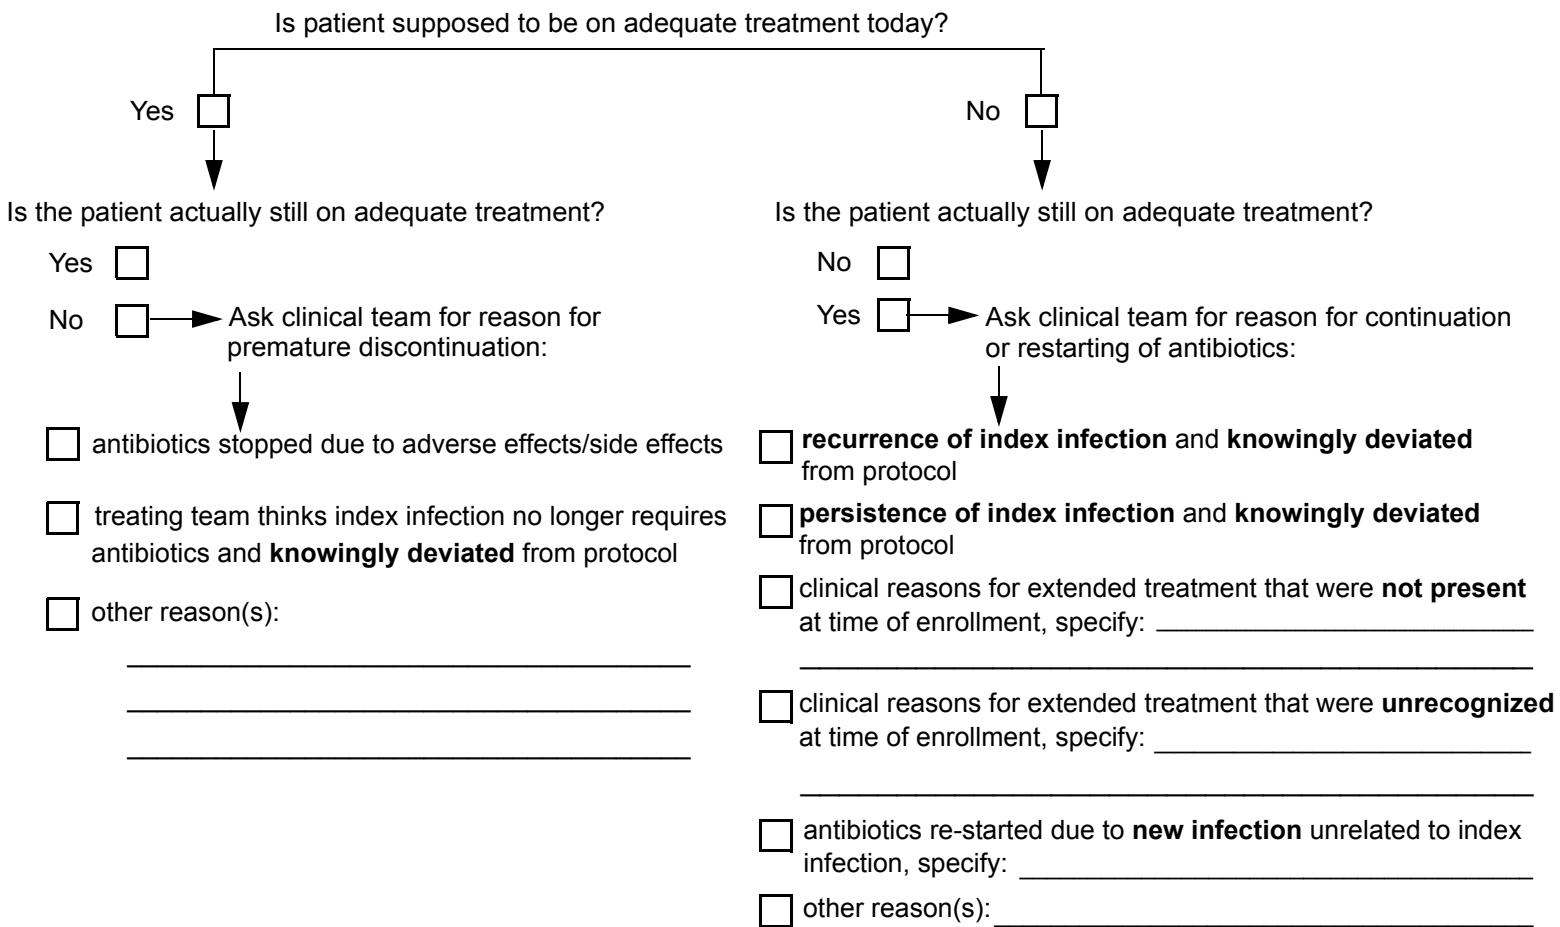 Is patient supposed to be on adequate treatment today?
Yes
No
Is the patient actually still on adequate treatment?
Yes
No
Ask clinical team for reason for
premature discontinuation:
antibiotics stopped due to adverse effects/side effects
treating team thinks index infection no longer requires
antibiotics and knowingly deviated from protocol
other reason(s):
Is the patient actually still on adequate treatment?
No
Yes
Ask clinical team for reason for continuation
or restarting of antibiotics:
recurrence of index infection and knowingly deviated
from protocol
persistence of index infection and knowingly deviated
from protocol
clinical reasons for extended treatment that were not present
at time of enrollment, specify:
clinical reasons for extended treatment that were unrecognized
at time of enrollment, specify:
antibiotics re-started due to new infection unrelated to index
infection, specify:
other reason(s):